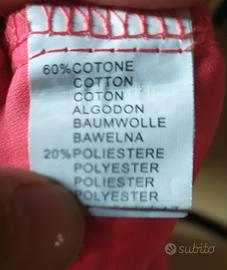 60%COTONE
COTTON
COTON
ALGODON
BAUMWOLLE
BAWELNA
20%POLIESTERE
POLYESTER
POLIESTER
POLYESTER
subito